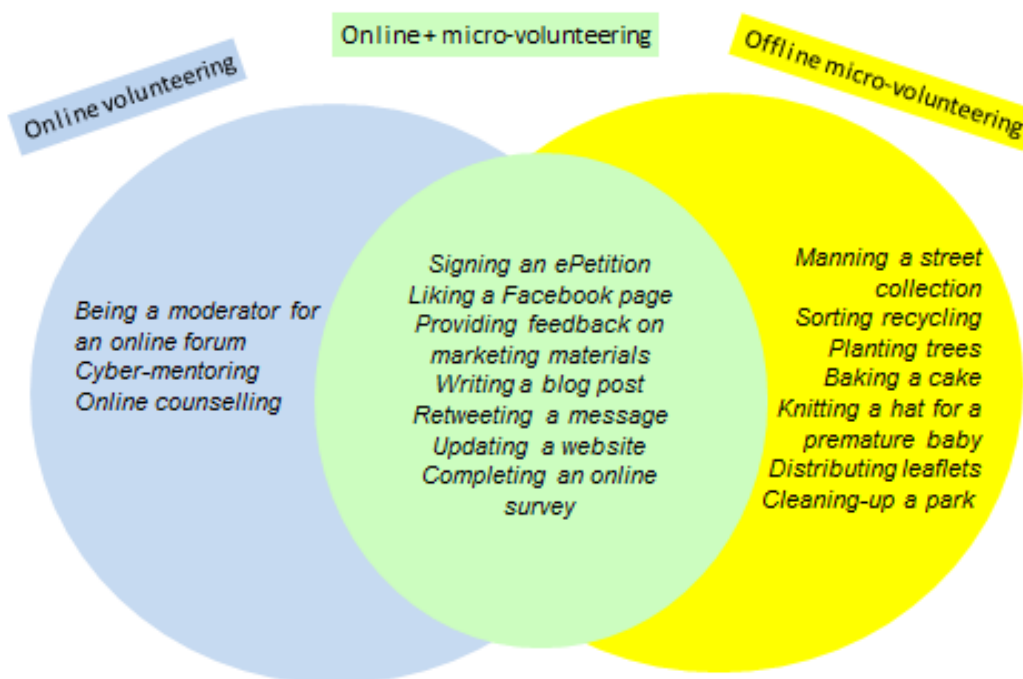 Online + micro-volunteering
Online volunteering
Offline micro-volunteering
Being a moderator for
an online forum
Cyber-mentoring
Online counselling
Signing an ePetition
Liking a Facebook page
Providing feedback on
marketing materials
Writing a blog post
Retweeting a message
Updating a website
Completing an online
survey
Manning a street
collection
Sorting recycling
Planting trees
Baking a cake
Knitting a hat for a
premature baby
Distributing leaflets
Cleaning-up a park